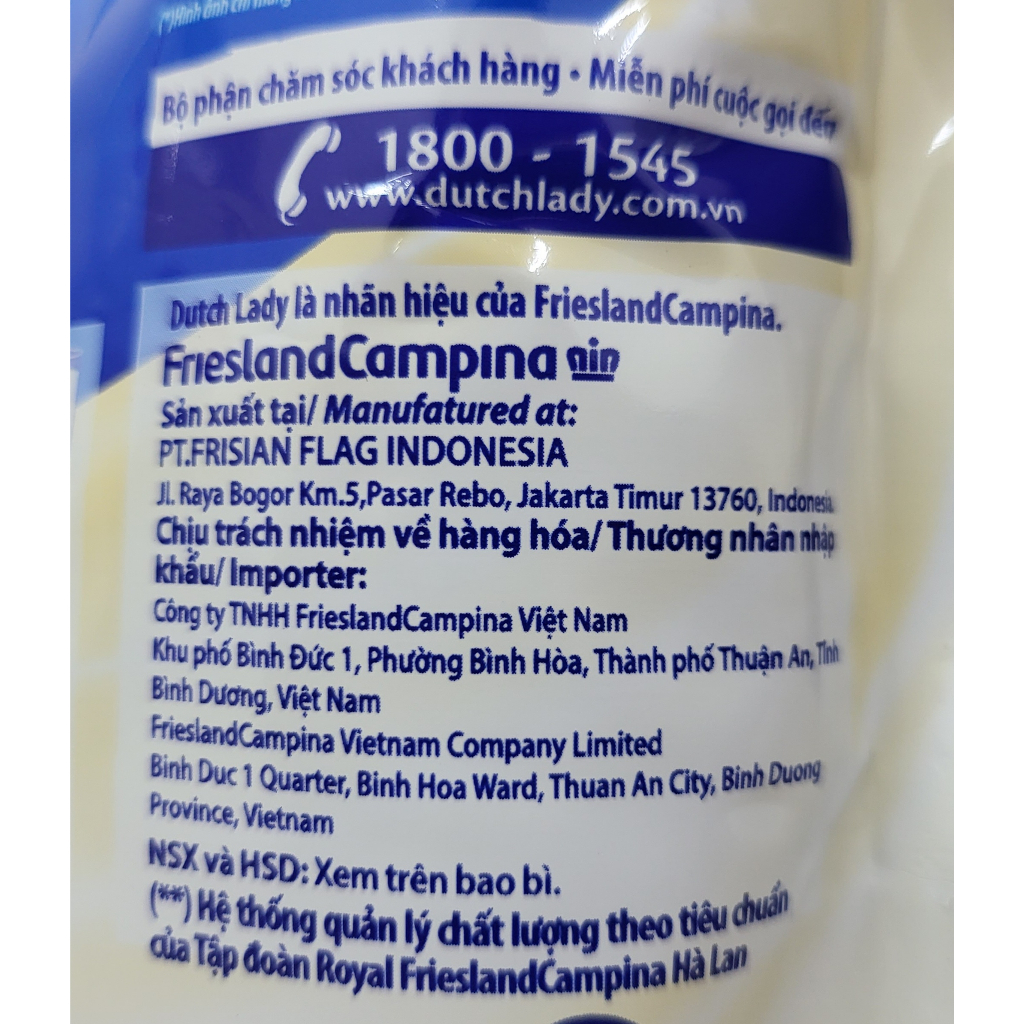 (*)Hình ảnh chỉ mang
Bộ phận chăm sóc khách hàng • Miễn phí cuộc gọi đến
1800 - 1545
www.dutchlady.com.vn
Dutch Lady là nhãn hiệu của FrieslandCampina.
FrieslandCampina
Sản xuất tại/ Manufatured at:
PT.FRISIAN FLAG INDONESIA
Jl. Raya Bogor Km.5,Pasar Rebo, Jakarta Timur 13760, Indonesia.
Chịu trách nhiệm về hàng hóa/ Thương nhân nhập
khẩu/ Importer:
Công ty TNHH FrieslandCampina Việt Nam
Khu phố Bình Đức 1, Phường Bình Hòa, Thành phố Thuận An, Tỉnh
Bình Dương, Việt Nam
FrieslandCampina Vietnam Company Limited
Binh Duc 1 Quarter, Binh Hoa Ward, Thuan An City, Binh Duong
Province, Vietnam
NSX và HSD: Xem trên bao bì.
(**) Hệ thống quản lý chất lượng theo tiêu chuẩn
của Tập đoàn Royal FrieslandCampina Hà Lan